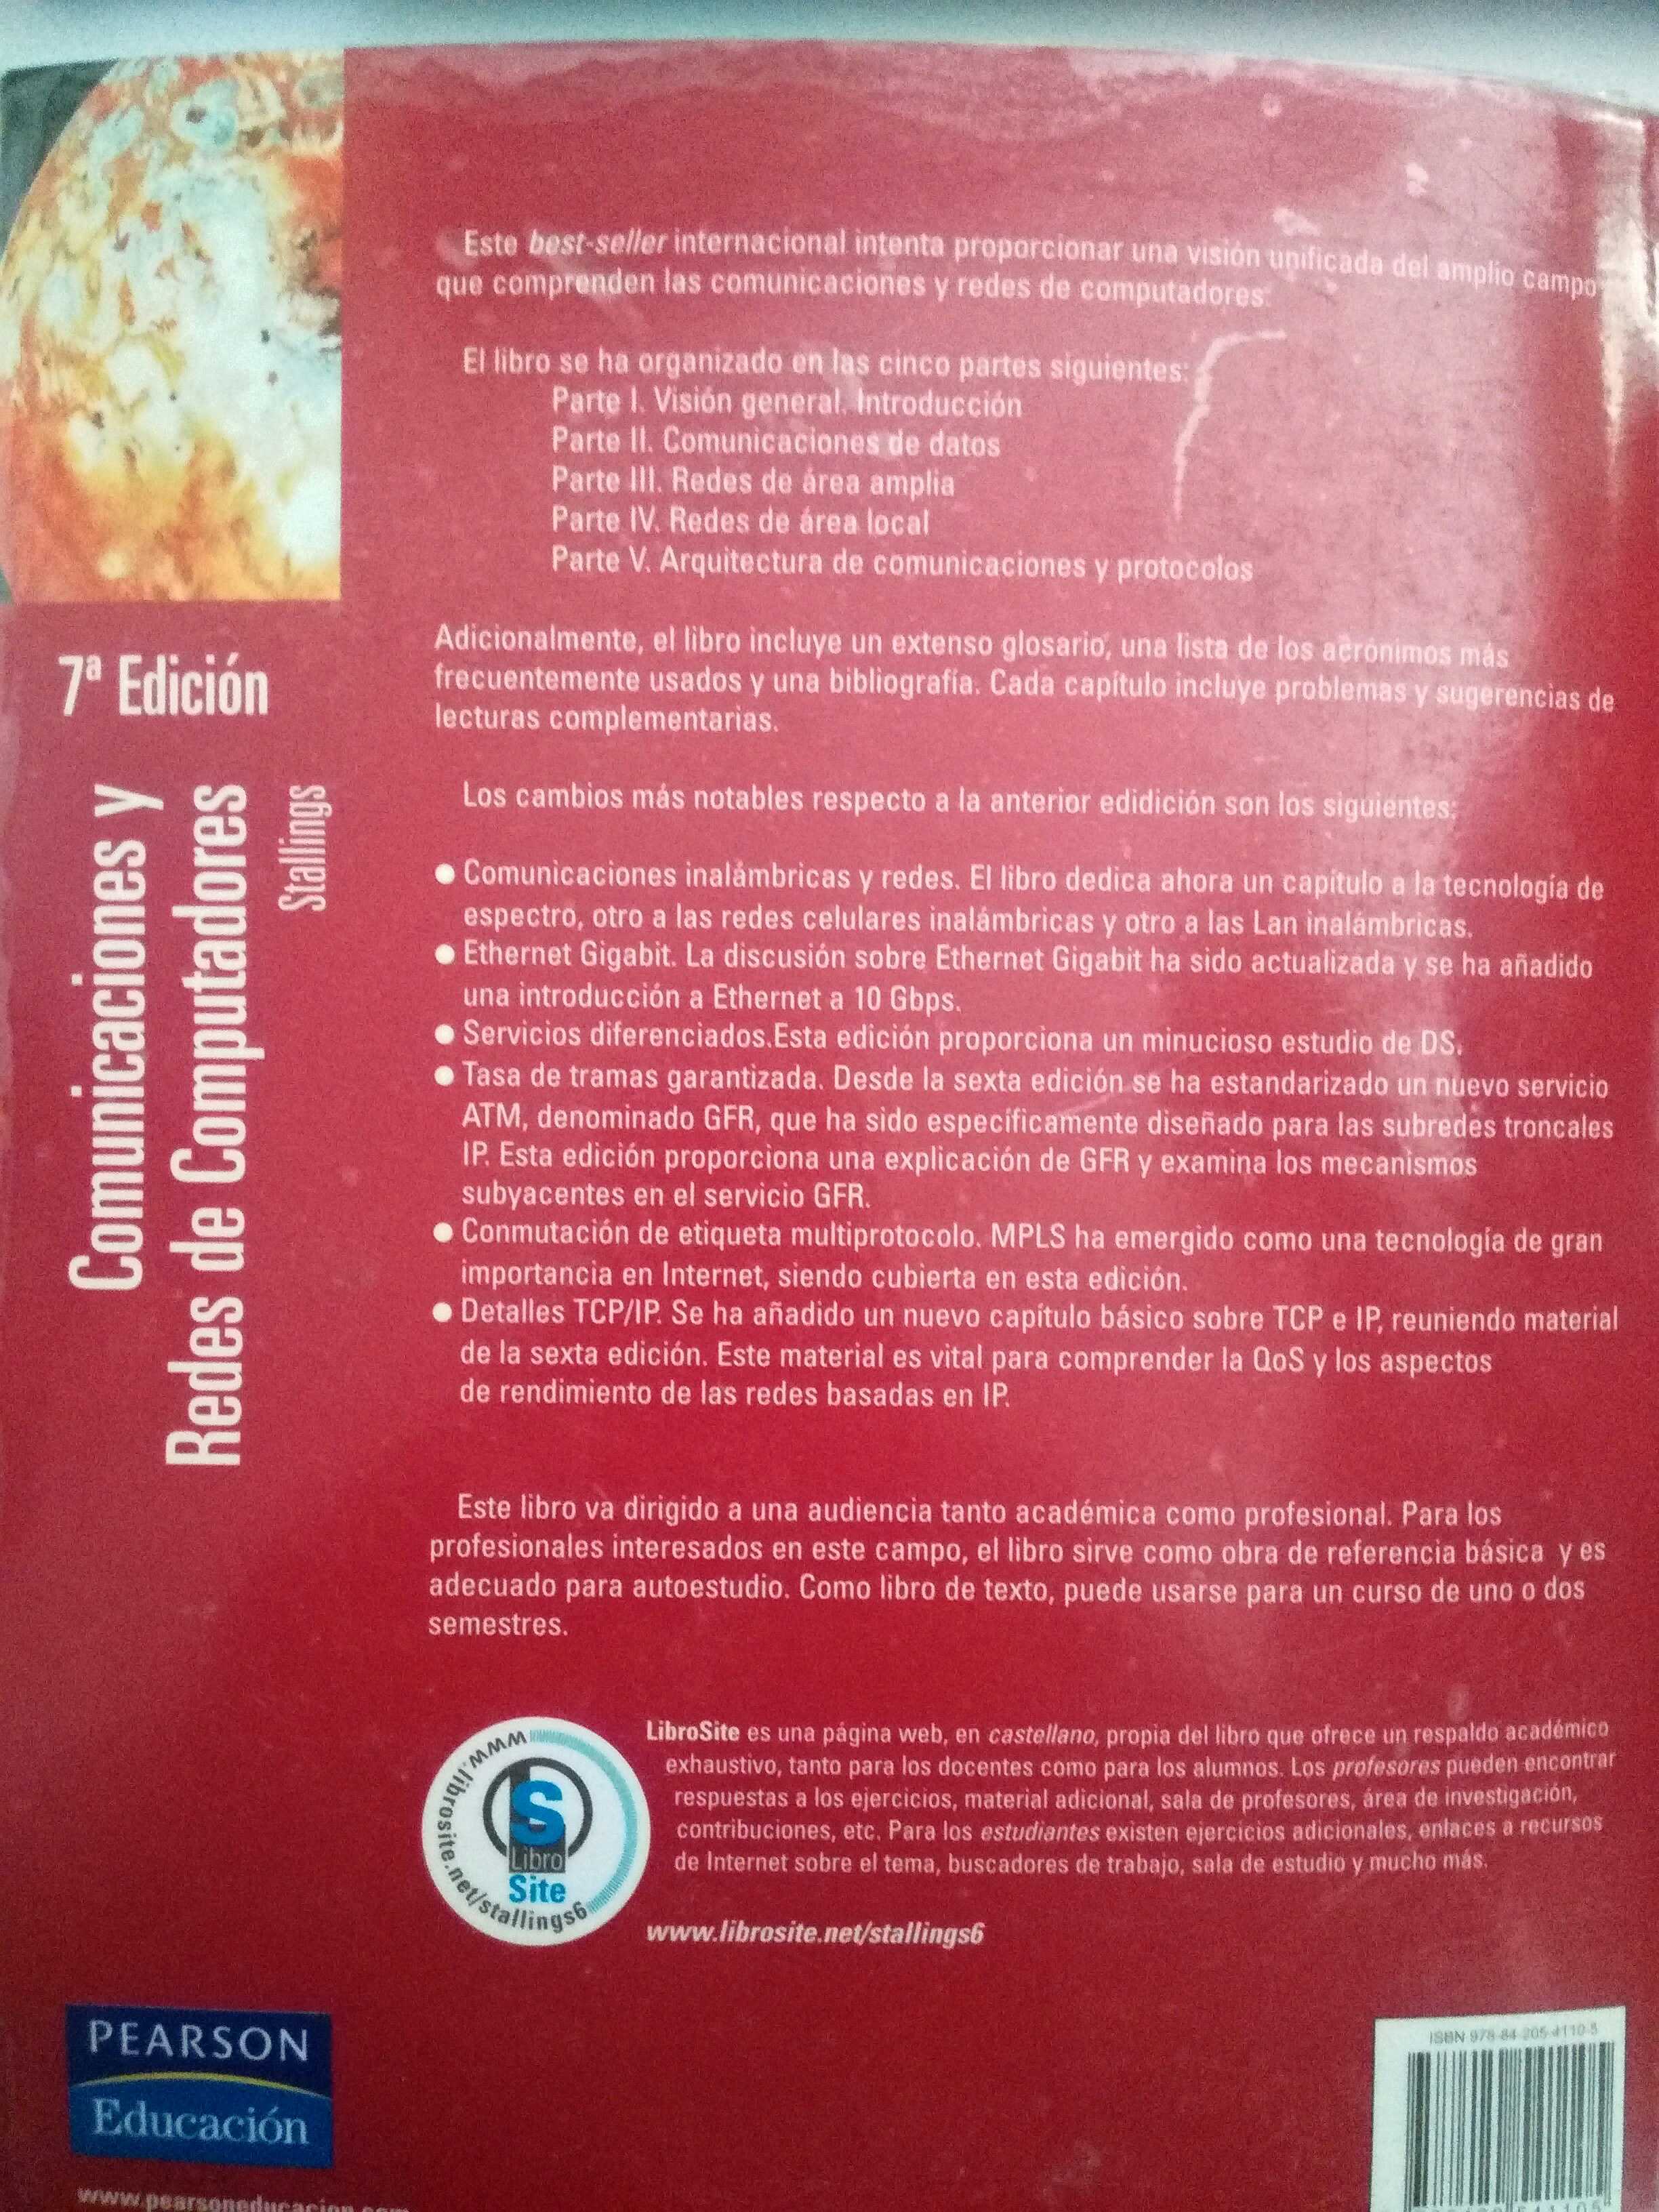 Este best-seller internacional intenta proporcionar una visión unificada del amplio campo
que comprenden las comunicaciones y redes de computadores:
El libro se ha organizado en las cinco partes siguientes:
Parte I. Visión general. Introducción
Parte II. Comunicaciones de datos
Parte III. Redes de área amplia
Parte IV. Redes de área local
Parte V. Arquitectura de comunicaciones y protocolos
Adicionalmente, el libro incluye un extenso glosario, una lista de los acrónimos más
frecuentemente usados y una bibliografía. Cada capítulo incluye problemas y sugerencias de
lecturas complementarias.
Los cambios más notables respecto a la anterior edidición son los siguientes:
● Comunicaciones inalámbricas y redes. El libro dedica ahora un capítulo a la tecnología de
espectro, otro a las redes celulares inalámbricas y otro a las Lan inalámbricas.
● Ethernet Gigabit. La discusión sobre Ethernet Gigabit ha sido actualizada y se ha añadido
una introducción a Ethernet a 10 Gbps.
● Servicios diferenciados.Esta edición proporciona un minucioso estudio de DS.
● Tasa de tramas garantizada. Desde la sexta edición se ha estandarizado un nuevo servicio
ATM, denominado GFR, que ha sido específicamente diseñado para las subredes troncales
IP. Esta edición proporciona una explicación de GFR y examina los mecanismos
subyacentes en el servicio GFR.
● Conmutación de etiqueta multiprotocolo. MPLS ha emergido como una tecnología de gran
importancia en Internet, siendo cubierta en esta edición.
● Detalles TCP/IP. Se ha añadido un nuevo capítulo básico sobre TCP e IP, reuniendo material
de la sexta edición. Este material es vital para comprender la QoS y los aspectos
de rendimiento de las redes basadas en IP.
Este libro va dirigido a una audiencia tanto académica como profesional. Para los
profesionales interesados en este campo, el libro sirve como obra de referencia básica y es
adecuado para autoestudio. Como libro de texto, puede usarse para un curso de uno o dos
semestres.
LibroSite es una página web, en castellano, propia del libro que ofrece un respaldo académico
exhaustivo, tanto para los docentes como para los alumnos. Los profesores pueden encontrar
respuestas a los ejercicios, material adicional, sala de profesores, área de investigación,
contribuciones, etc. Para los estudiantes existen ejercicios adicionales, enlaces a recursos
de Internet sobre el tema, buscadores de trabajo, sala de estudio y mucho más.
www.librosite.net/stallings6
www.librosite.net/stallings6
S
Libro
Site
7ª Edición
Comunicaciones y
Redes de Computadores
Stallings
PEARSON
Educación
www.pearsoneducacion.com
ISBN 978-84-205-4110-5